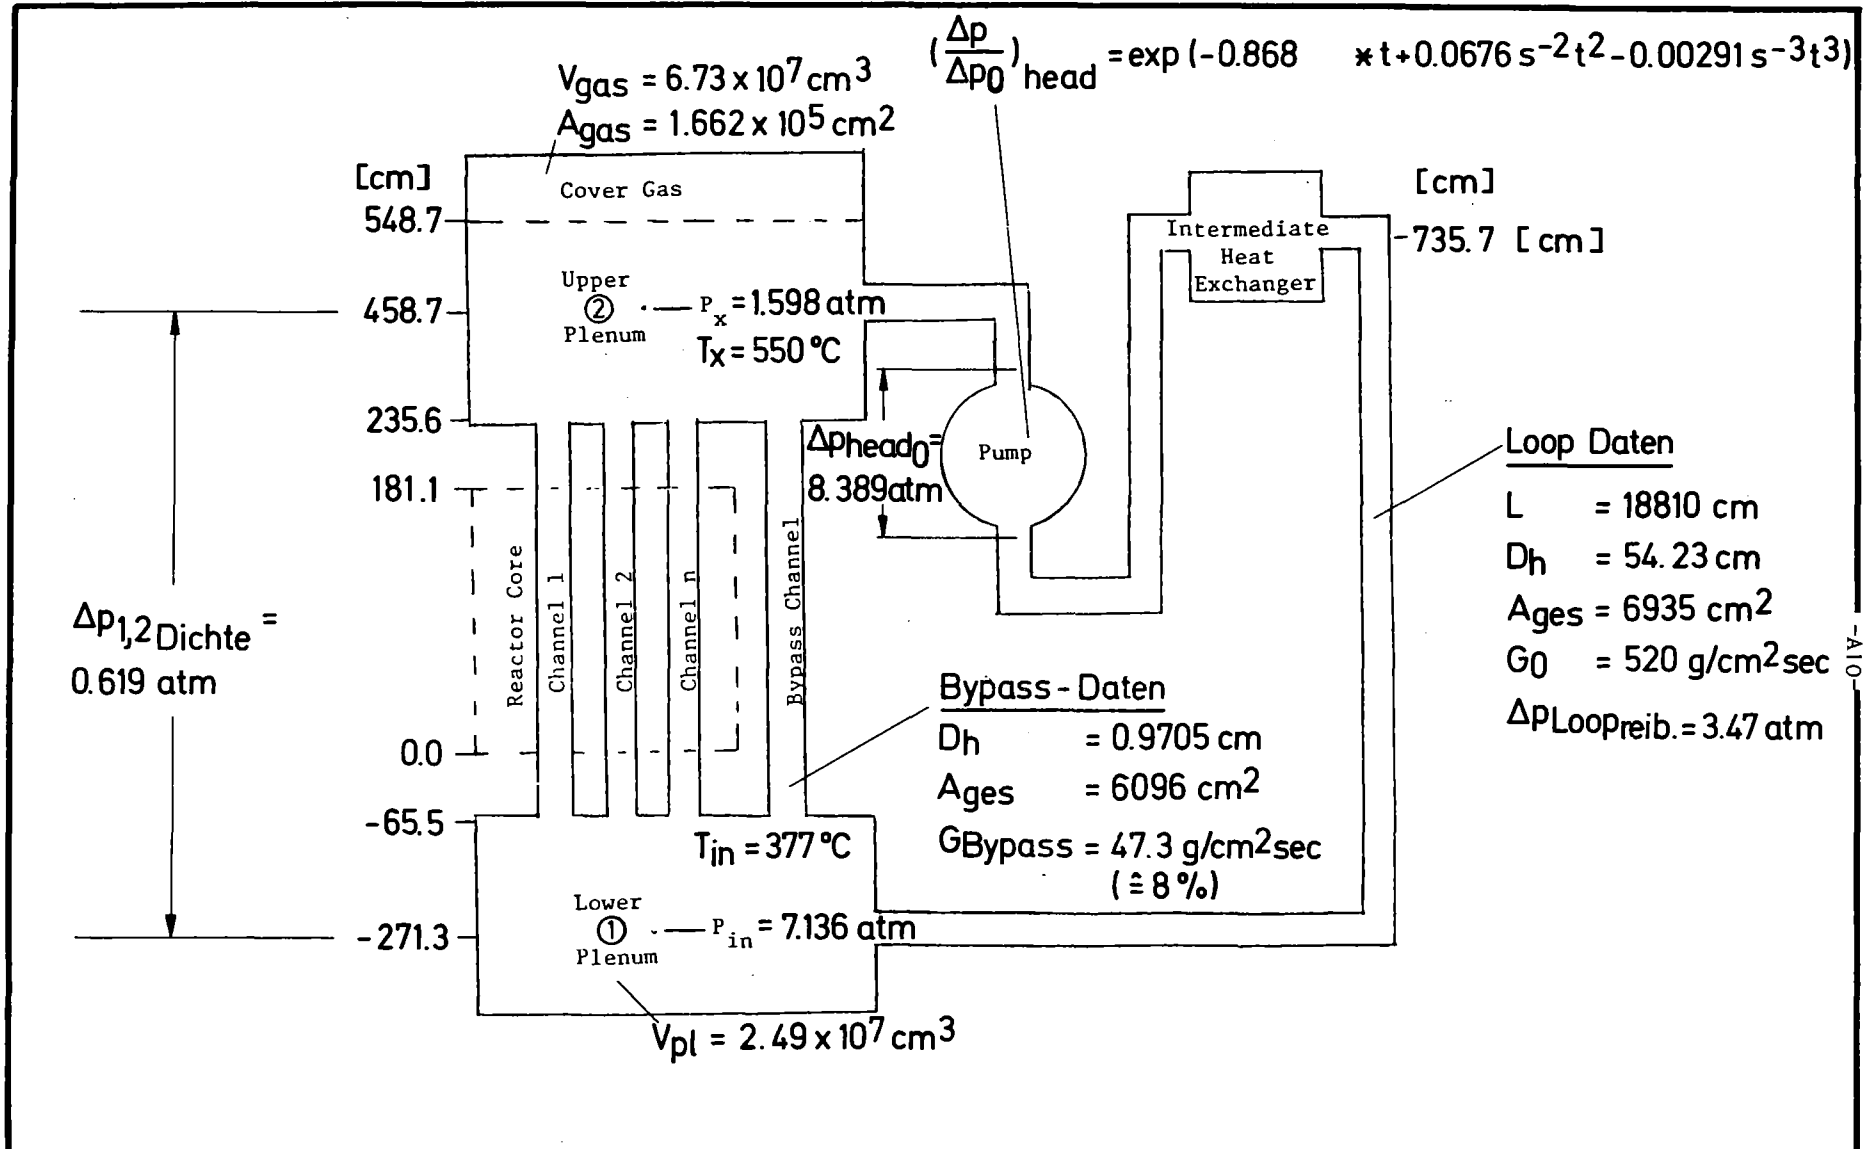 (Δp/Δp0)head = exp (-0.868 * t+0.0676 s⁻²t²-0.00291 s⁻³t³)
Vgas = 6.73 x 10⁷ cm³
Agas = 1.662 x 10⁵ cm²
[cm]
Cover Gas
548.7
Upper
② Px = 1.598 atm
Plenum
Tx = 550 °C
458.7
235.6
181.1
0.0
-65.5
-271.3
Δp1,2Dichte =
0.619 atm
Reactor Core
Channel 1
Channel 2
Channel n
Bypass Channel
Δphead0=
8.389 atm
Pump
[cm]
Intermediate
Heat
Exchanger
-735.7 [cm]
Loop Daten
L = 18810 cm
Dh = 54.23 cm
Ages = 6935 cm²
G0 = 520 g/cm²sec
ΔpLoopreib. = 3.47 atm
-A10-
Bypass-Daten
Dh = 0.9705 cm
Ages = 6096 cm²
GBypass = 47.3 g/cm²sec
(≙ 8 %)
Tin = 377 °C
Lower
① Pin = 7.136 atm
Plenum
Vpl = 2.49 x 10⁷ cm³